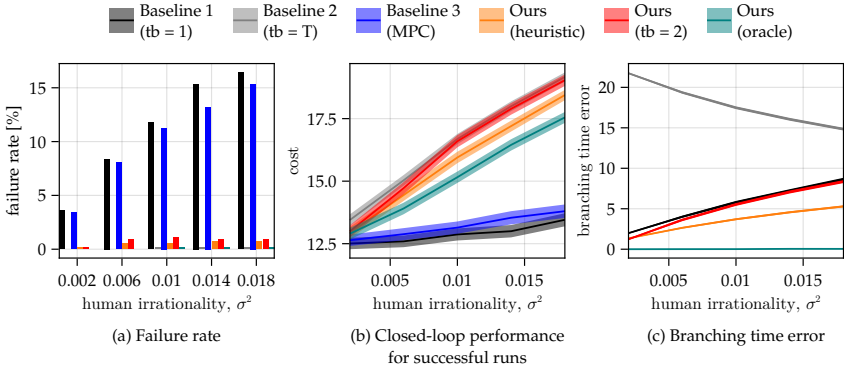 Baseline 1 (tb = 1)
Baseline 2 (tb = T)
Baseline 3 (MPC)
Ours (heuristic)
Ours (tb = 2)
Ours (oracle)
failure rate [%]
15
10
5
0
0.002 0.006 0.01 0.014 0.018
human irrationality, σ²
(a) Failure rate
cost
17.5
15.0
12.5
0.005 0.010 0.015
human irrationality, σ²
(b) Closed-loop performance
for successful runs
branching time error
20
15
10
5
0
0.005 0.010 0.015
human irrationality, σ²
(c) Branching time error